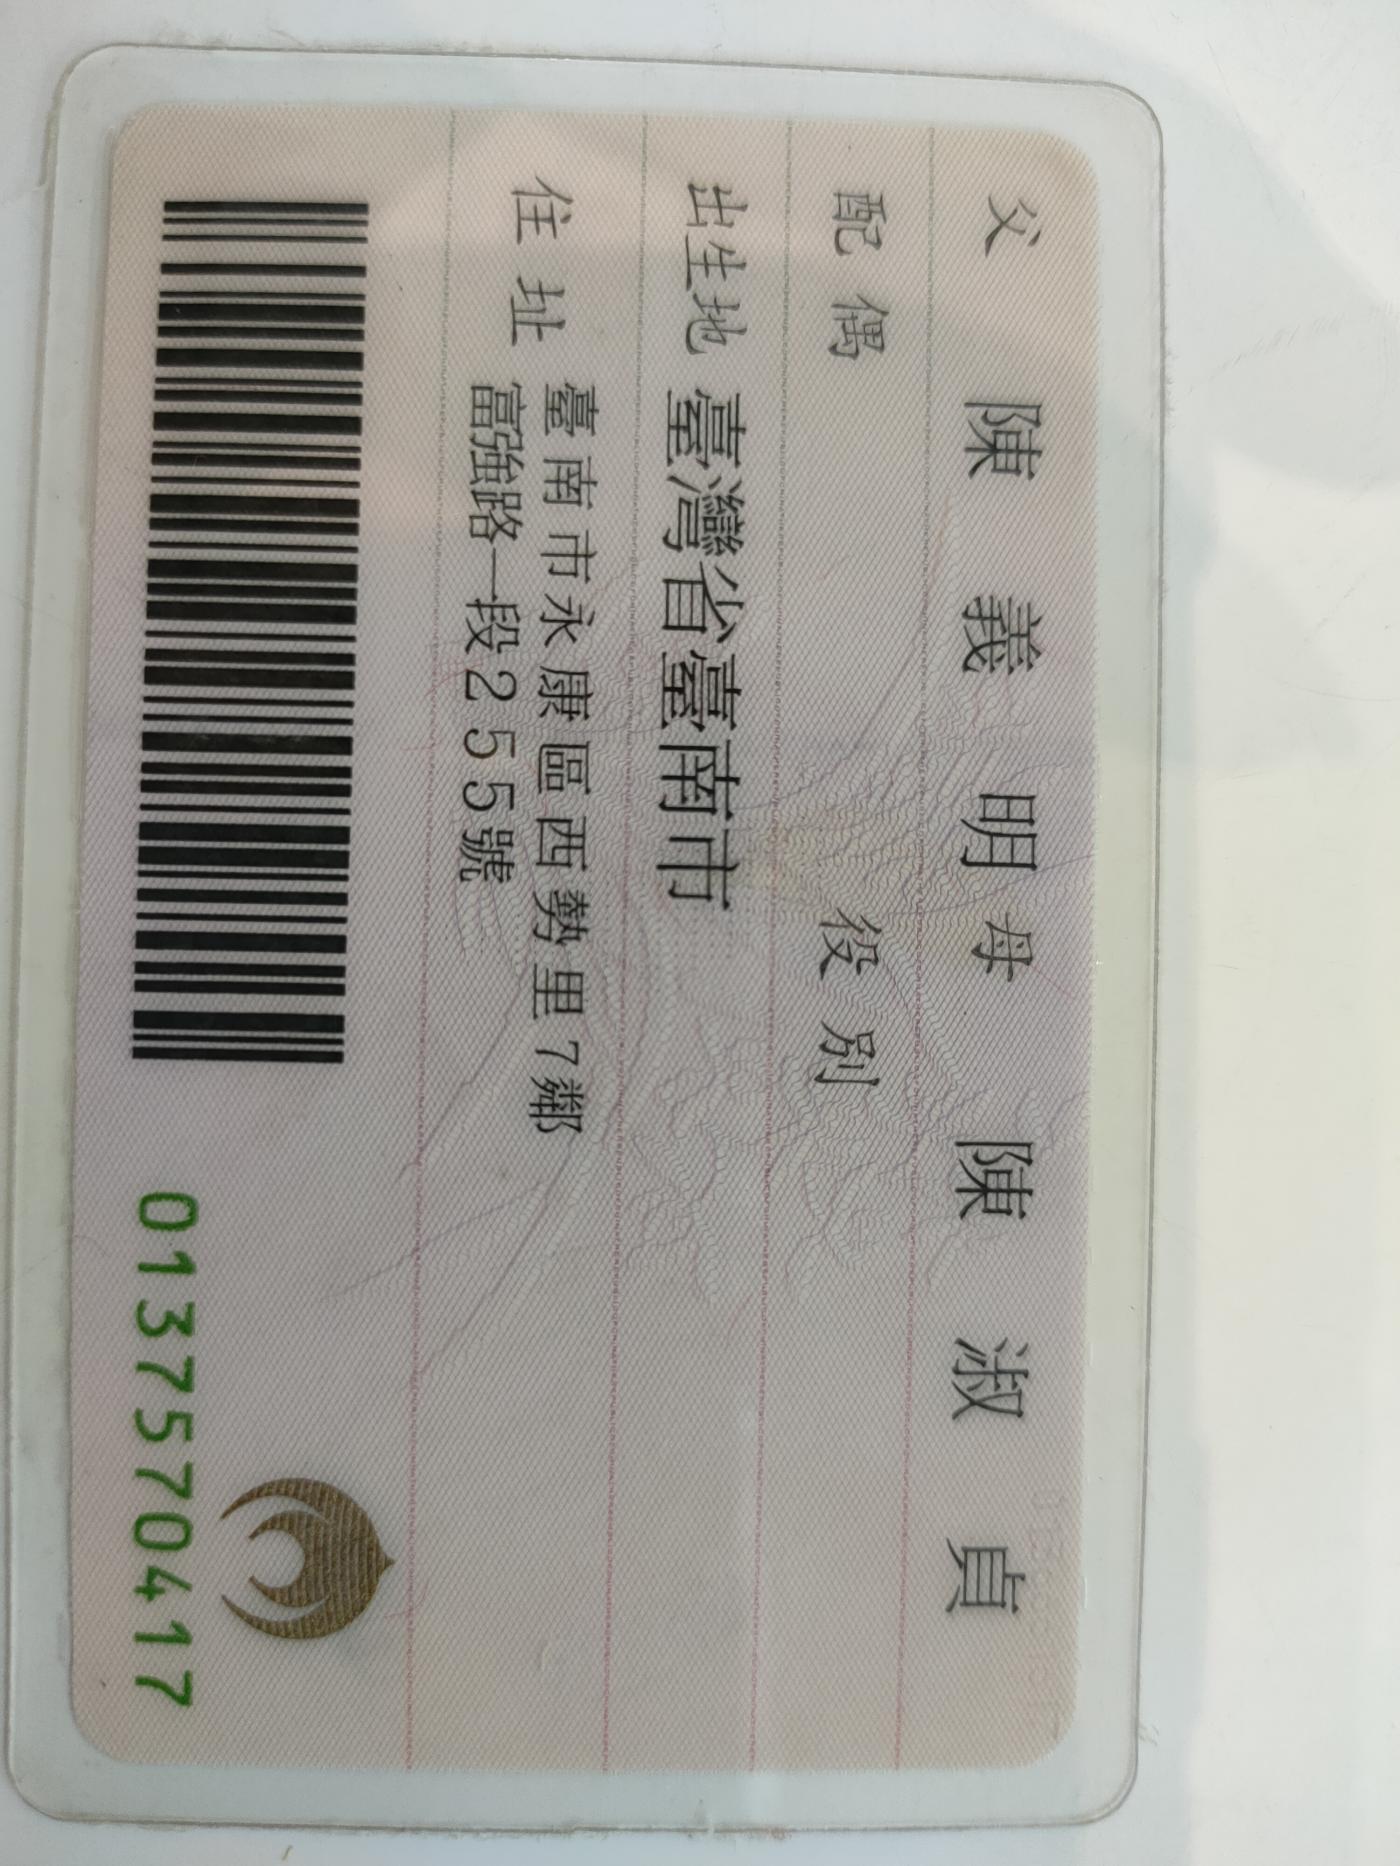 父 陳義明 母 陳淑貞
配偶 役別
出生地 臺灣省臺南市
住址 臺南市永康區西勢里7鄰
富強路一段255號
0137570417